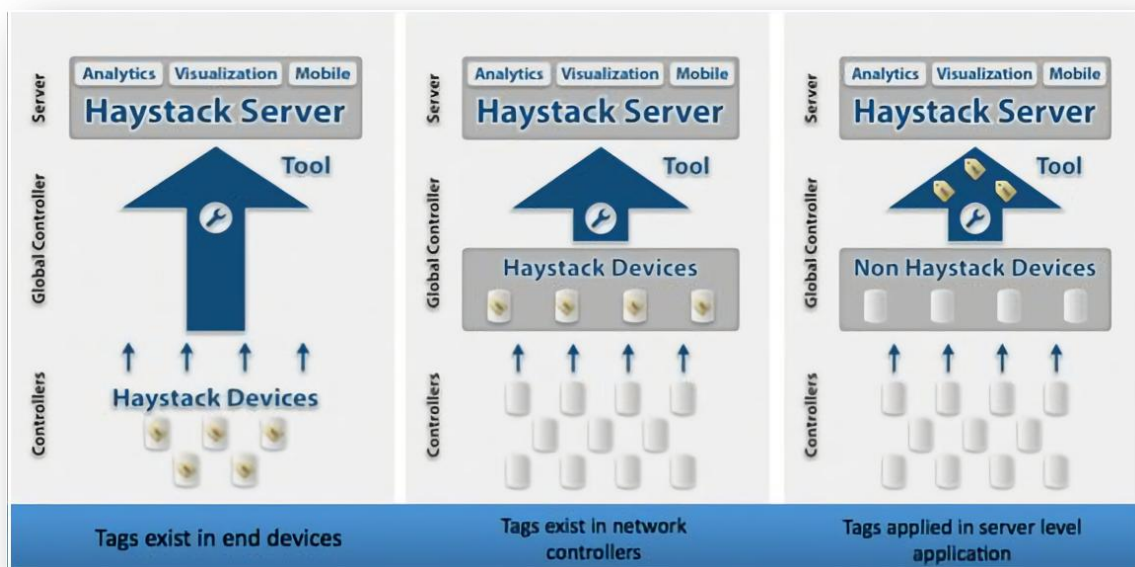 Server
Analytics Visualization Mobile
Haystack Server
Global Controller
Tool
Controllers
Haystack Devices
Tags exist in end devices
Server
Analytics Visualization Mobile
Haystack Server
Global Controller
Tool
Haystack Devices
Controllers
Tags exist in network
controllers
Server
Analytics Visualization Mobile
Haystack Server
Global Controller
Tool
Non Haystack Devices
Controllers
Tags applied in server level
application